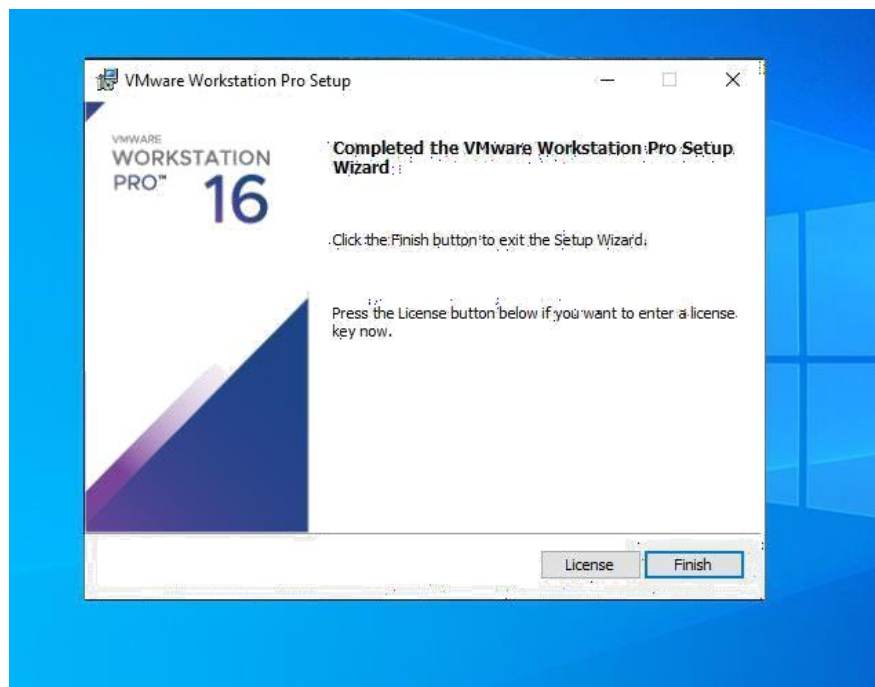 VMware Workstation Pro Setup
VMWARE
WORKSTATION
PRO™ 16
Completed the VMware Workstation Pro Setup
Wizard
Click the Finish button to exit the Setup Wizard.
Press the License button below if you want to enter a license
key now.
License Finish